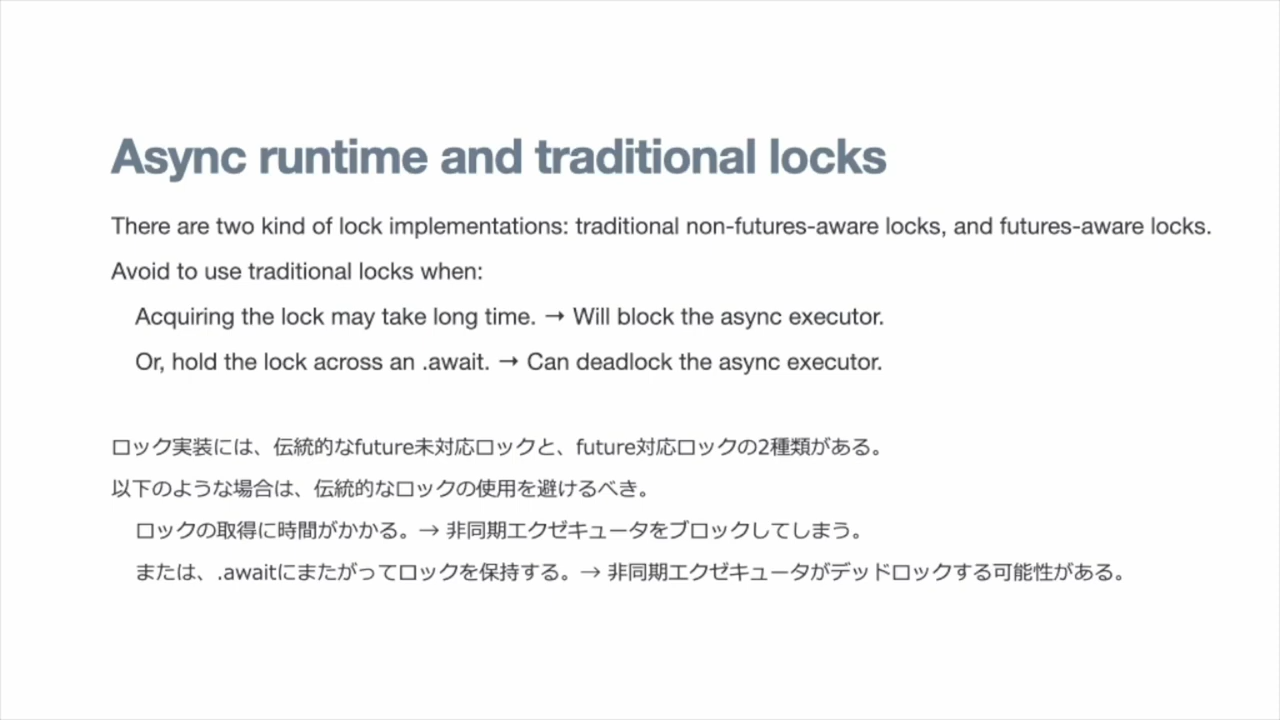 Async runtime and traditional locks
There are two kind of lock implementations: traditional non-futures-aware locks, and futures-aware locks.
Avoid to use traditional locks when:
Acquiring the lock may take long time. → Will block the async executor.
Or, hold the lock across an .await. → Can deadlock the async executor.
ロック実装には、伝統的なfuture未対応ロックと、future対応ロックの2種類がある。
以下のような場合は、伝統的なロックの使用を避けるべき。
ロックの取得に時間がかかる。→ 非同期エクゼキュータをブロックしてしまう。
または、.awaitにまたがってロックを保持する。→ 非同期エクゼキュータがデッドロックする可能性がある。